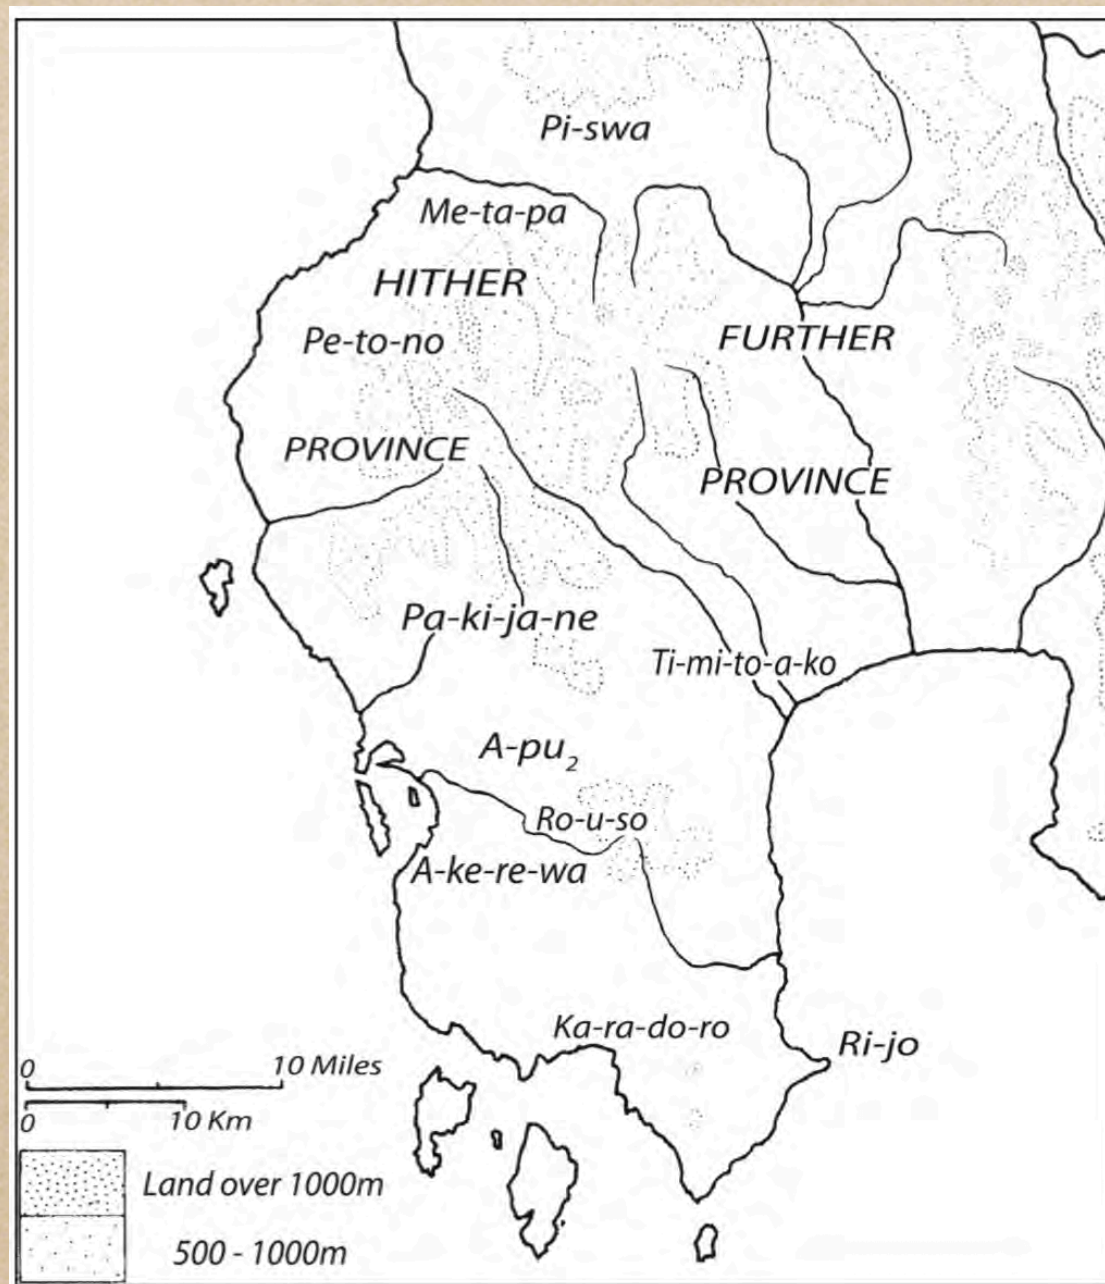 Pi-swa
Me-ta-pa
HITHER
Pe-to-no
FURTHER
PROVINCE
PROVINCE
Pa-ki-ja-ne
Ti-mi-to-a-ko
A-pu₂
Ro-u-so
A-ke-re-wa
Ka-ra-do-ro
Ri-jo
0 10 Miles
0 10 Km
Land over 1000m
500 - 1000m